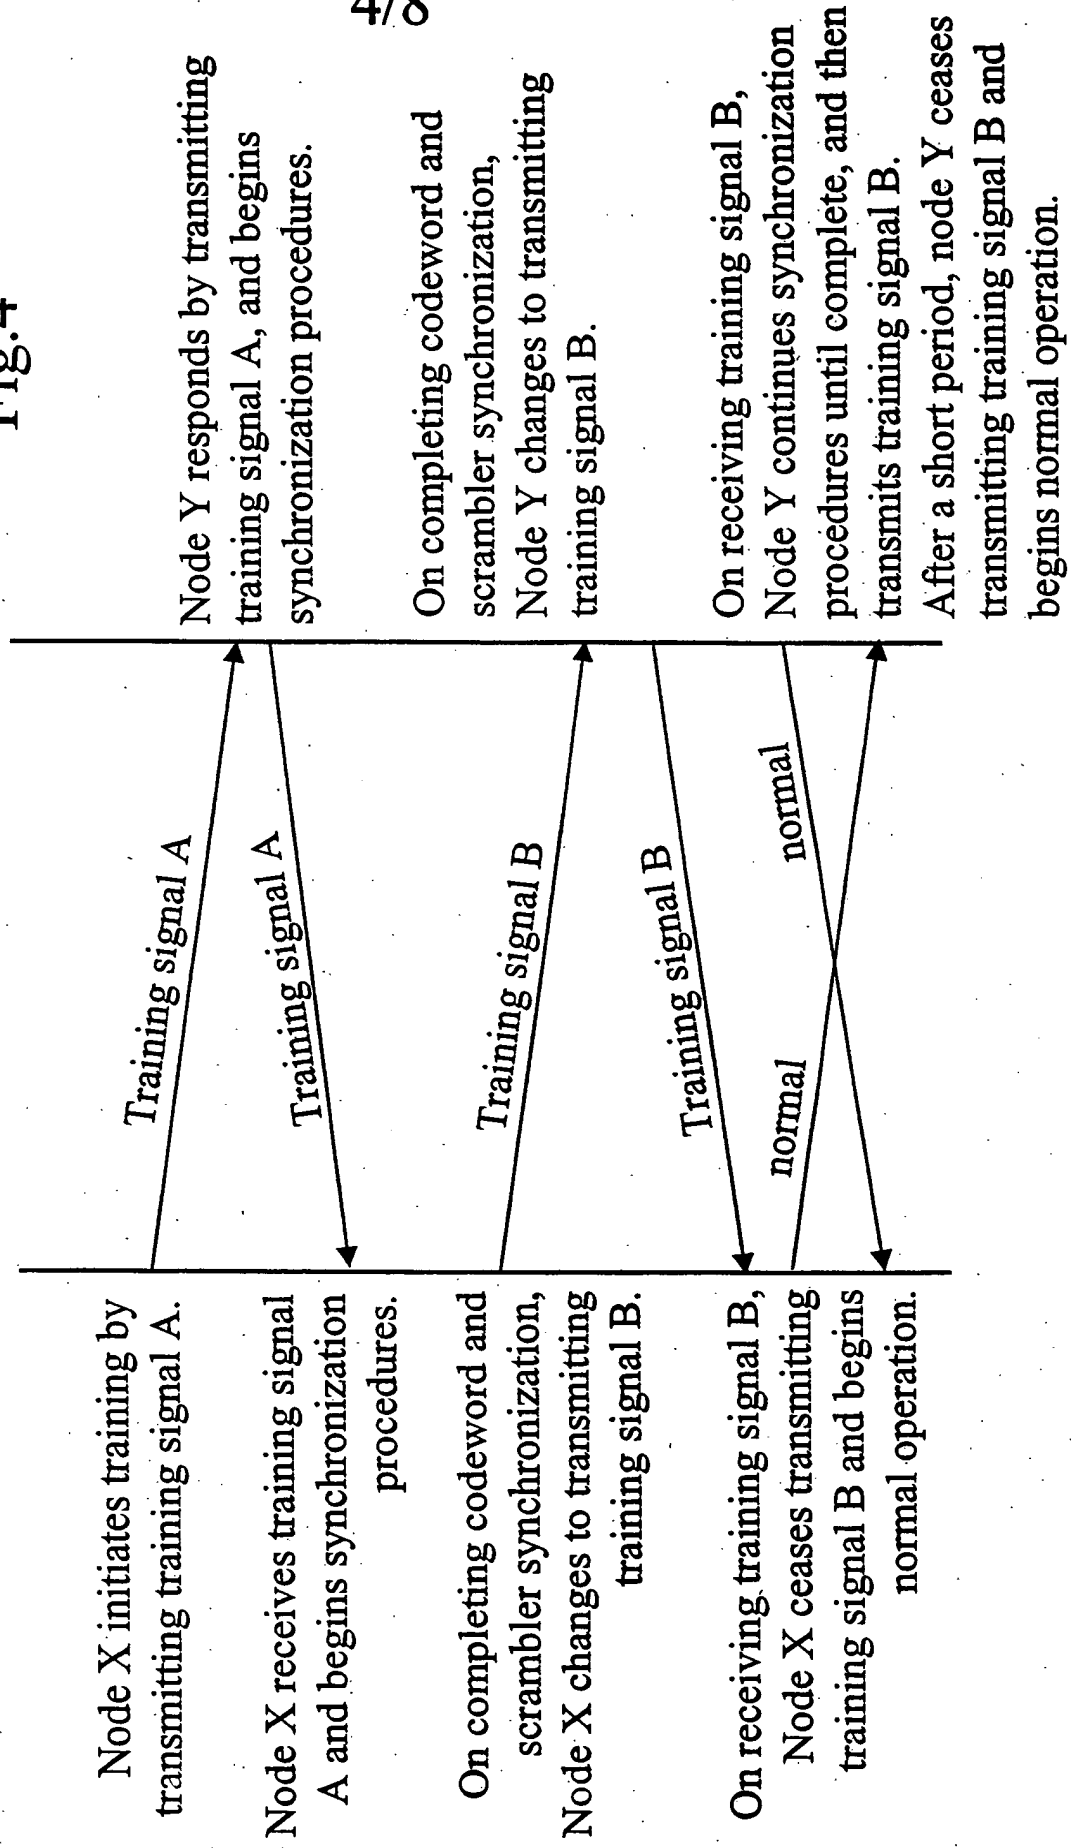 4/8
Fig.4
Node X initiates training by
transmitting training signal A.
Node X receives training signal
A and begins synchronization
procedures.
On completing codeword and
scrambler synchronization,
Node X changes to transmitting
training signal B.
On receiving training signal B,
Node X ceases transmitting
training signal B and begins
normal operation.
Training signal A
Training signal A
Training signal B
Training signal B
normal
normal
Node Y responds by transmitting
training signal A, and begins
synchronization procedures.
On completing codeword and
scrambler synchronization,
Node Y changes to transmitting
training signal B.
On receiving training signal B,
Node Y continues synchronization
procedures until complete, and then
transmits training signal B.
After a short period, node Y ceases
transmitting training signal B and
begins normal operation.